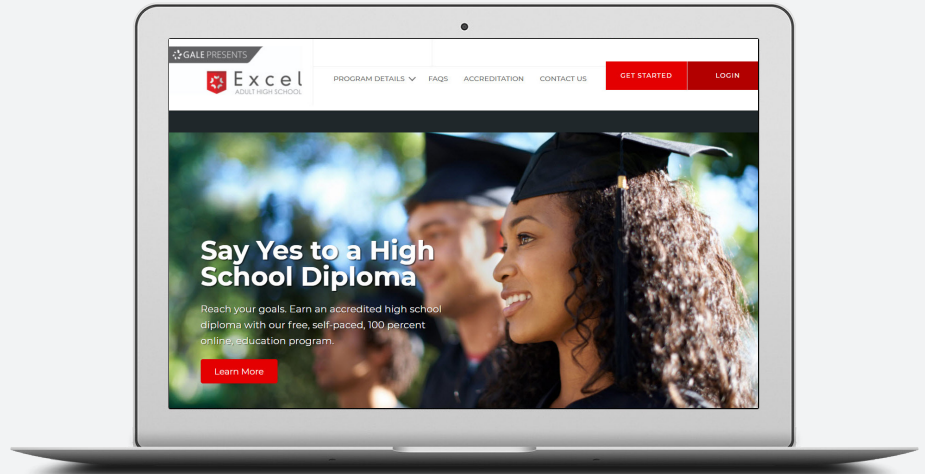 GALE PRESENTS
Excel
ADULT HIGH SCHOOL
PROGRAM DETAILS FAQS ACCREDITATION CONTACT US GET STARTED LOGIN
Say Yes to a High
School Diploma
Reach your goals. Earn an accredited high school
diploma with our free, self-paced, 100 percent
online, education program.
Learn More